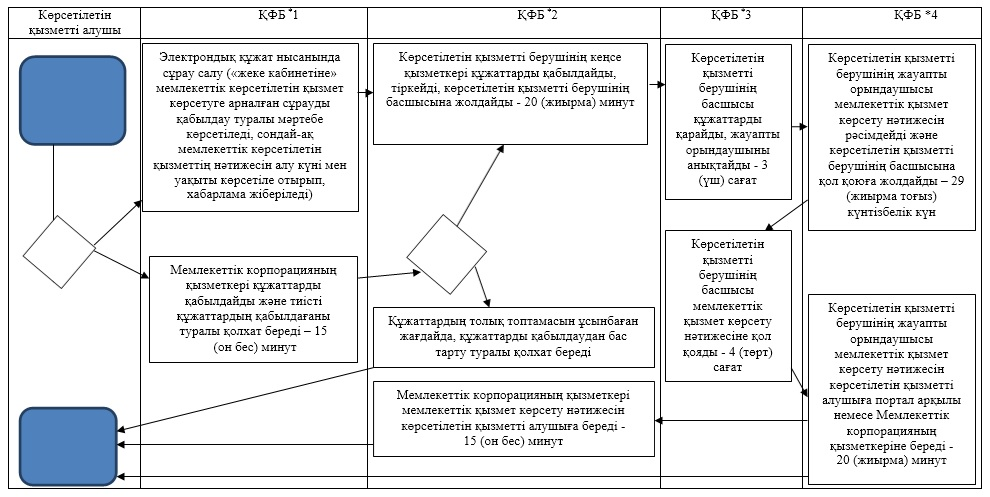 Көрсетілетін
қызметті алушы
ҚФБ *1
ҚФБ *2
ҚФБ *3
ҚФБ *4
Электрондық құжат нысанында
сұрау салу («жеке кабинетіне»
мемлекеттік көрсетілетін қызмет
көрсетуге арналған сұрауды
қабылдау туралы мәртебе
көрсетіледі, сондай-ақ
мемлекеттік көрсетілетін
қызметтің нәтижесін алу күні мен
уақыты көрсетіле отырып,
хабарлама жіберіледі)
Мемлекеттік корпорацияның
қызметкері құжаттарды
қабылдайды және тиісті
құжаттардың қабылдағаны
туралы қолхат береді – 15
(он бес) минут
Көрсетілетін қызметті берушінің кеңсе
қызметкері құжаттарды қабылдайды,
тіркейді, көрсетілетін қызметті берушінің
басшысына жолдайды - 20 (жиырма) минут
Құжаттардың толық топтамасын ұсынбаған
жағдайда, құжаттарды қабылдаудан бас
тарту туралы қолхат береді
Мемлекеттік корпорацияның қызметкері
мемлекеттік қызмет көрсету нәтижесін
көрсетілетін қызметті алушыға береді -
15 (он бес) минут
Көрсетілетін
қызметті
берушінің
басшысы
құжаттарды
қарайды, жауапты
орындаушыны
анықтайды - 3
(үш) сағат
Көрсетілетін
қызметті
берушінің
басшысы
мемлекеттік
қызмет көрсету
нәтижесіне қол
қояды - 4 (төрт)
сағат
Көрсетілетін қызметті
берушінің жауапты
орындаушысы
мемлекеттік қызмет
көрсету нәтижесін
рәсімдейді және
көрсетілетін қызметті
берушінің басшысына
қол қоюға жолдайды – 29
(жиырма тоғыз)
күнтізбелік күн
Көрсетілетін қызметті
берушінің жауапты
орындаушысы
мемлекеттік қызмет
көрсету нәтижесін
көрсетілетін қызметті
алушыға портал арқылы
немесе Мемлекеттік
корпорацияның
қызметкеріне береді -
20 (жиырма) минут